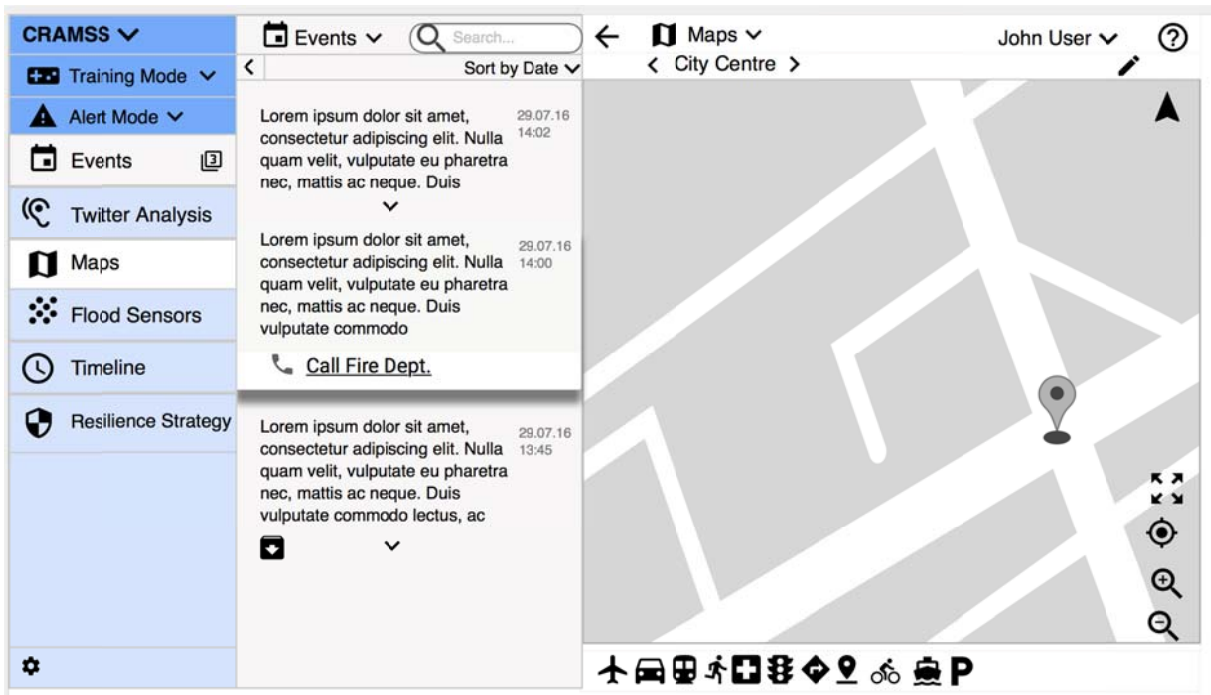 CRAMSS
Training Mode
Alert Mode
Events
3
Twitter Analysis
Maps
Flood Sensors
Timeline
Resilience Strategy
Events
Search...
Sort by Date
Lorem ipsum dolor sit amet,
29.07.16
consectetur adipiscing elit. Nulla
14:02
quam velit, vulputate eu pharetra
nec, mattis ac neque. Duis
Lorem ipsum dolor sit amet,
29.07.16
consectetur adipiscing elit. Nulla
14:00
quam velit, vulputate eu pharetra
nec, mattis ac neque. Duis
vulputate commodo
Call Fire Dept.
Lorem ipsum dolor sit amet,
29.07.16
consectetur adipiscing elit. Nulla
13:45
quam velit, vulputate eu pharetra
nec, mattis ac neque. Duis
vulputate commodo lectus, ac
Maps
John User
?
< City Centre >
P